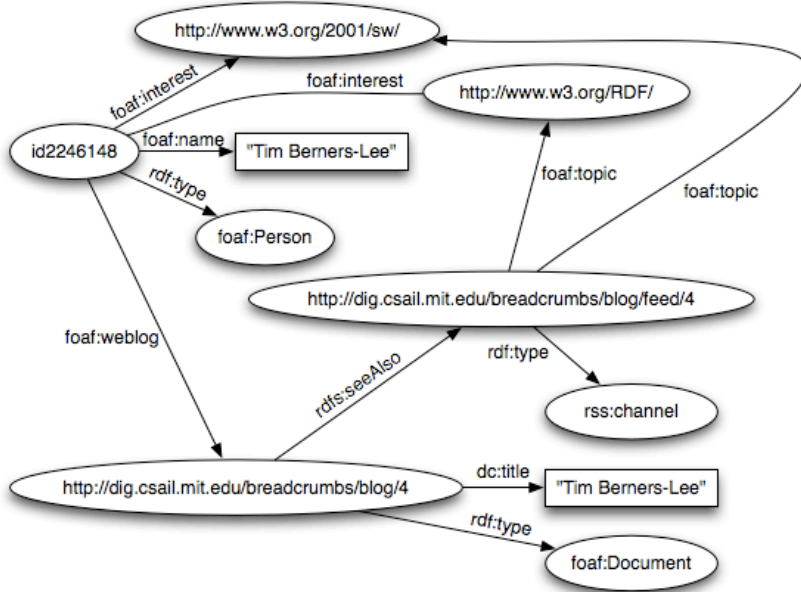 http://www.w3.org/2001/sw/
foaf:interest
foaf:interest
http://www.w3.org/RDF/
id2246148
foaf:name
"Tim Berners-Lee"
rdf:type
foaf:topic
foaf:topic
foaf:Person
http://dig.csail.mit.edu/breadcrumbs/blog/feed/4
foaf:weblog
rdfs:seeAlso
rdf:type
rss:channel
http://dig.csail.mit.edu/breadcrumbs/blog/4
dc:title
"Tim Berners-Lee"
rdf:type
foaf:Document